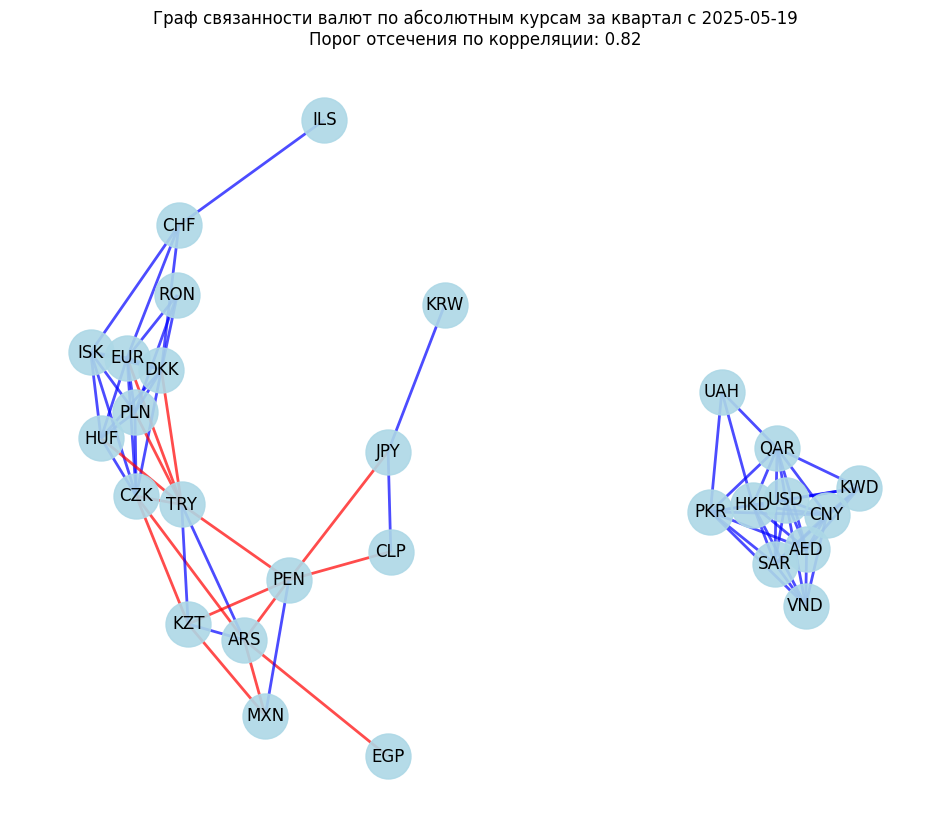 Граф связанности валют по абсолютным курсам за квартал с 2025-05-19
Порог отсечения по корреляции: 0.82
ILS
CHF
RON
KRW
ISK
EUR
DKK
UAH
PLN
HUF
JPY
QAR
CZK
TRY
KWD
PKR
HKD
USD
CNY
CLP
AED
SAR
PEN
VND
KZT
ARS
MXN
EGP